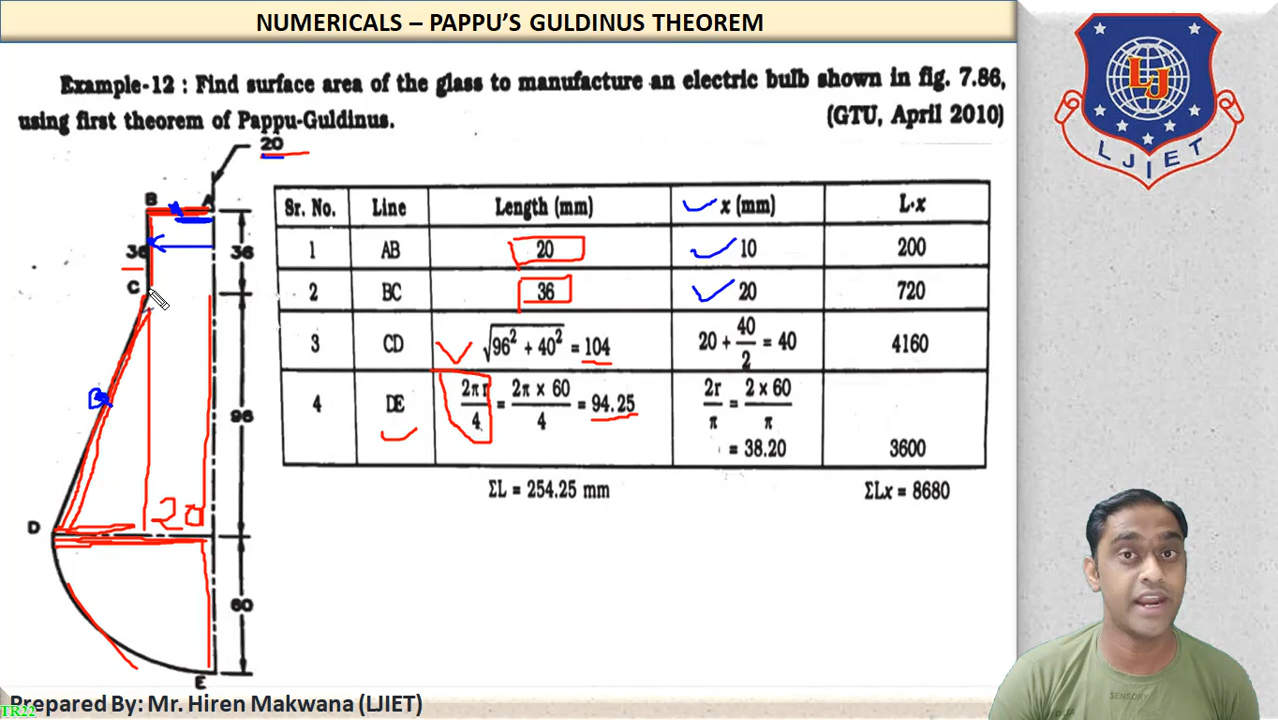 NUMERICALS – PAPPU'S GULDINUS THEOREM
Example-12 : Find surface area of the glass to manufacture an electric bulb shown in fig. 7.86,
using first theorem of Pappu-Guldinus. (GTU, April 2010)
20
B A
36 36
C
96
D
20
60
E
Sr. No. Line Length (mm) x (mm) L·x
1 AB 20 10 200
2 BC 36 20 720
3 CD √96² + 40² = 104 20 + 40/2 = 40 4160
4 DE 2πr/4 = 2π × 60/4 = 94.25 2r/π = 2 × 60/π
= 38.20 3600
ΣL = 254.25 mm ΣLx = 8680
LJ
LJIET
SENSORY
Prepared By: Mr. Hiren Makwana (LJIET)
TR22